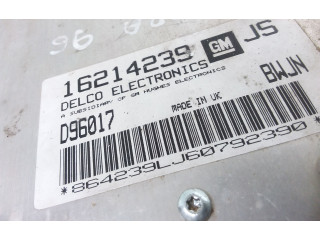 96
16214239 GM JS
DELCO ELECTRONICS
A SUBSIDIARY OF GM HUGHES ELECTRONICS
BWJN
D96017
MADE IN UK
*864239LJ60792390*